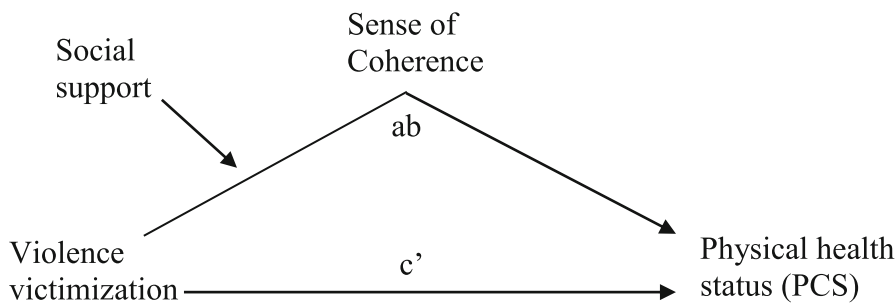 Sense of
Coherence
Social
support
ab
Violence
victimization
c’
Physical health
status (PCS)